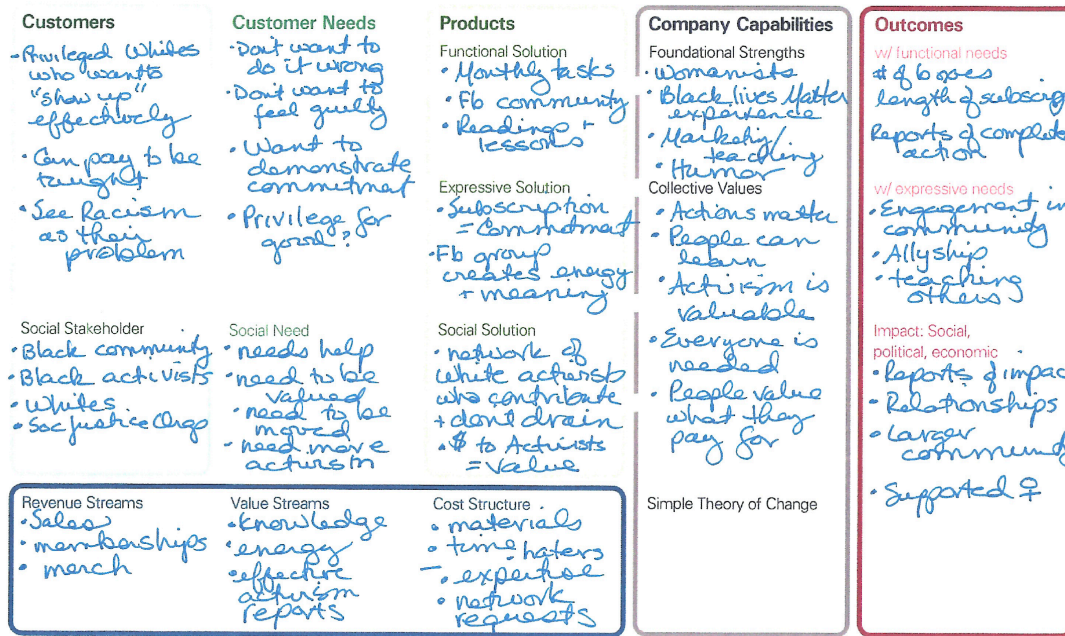 Customers
• Privileged Whites
who want to
"show up"
effectively
• Can pay to be
taught
• See Racism
as their
problem
Social Stakeholder
• Black community
• Black activists
• Whites
• Soc justice Orgs
Customer Needs
• Don't want to
do it wrong
• Don't want to
feel guilty
• Want to
demonstrate
commitment
• Privilege for
good?
Social Need
• needs help
• need to be
valued
• need to be
moved
• need more
activism
Products
Functional Solution
• Monthly tasks
• Fb community
• Readings +
lessons
Expressive Solution
• Subscription
= Commitment
• Fb group
creates energy
+ meaning
Social Solution
• network of
white activists
who contribute
+ don't drain
• $ to Activists
= Value
Company Capabilities
Foundational Strengths
• Womanists
• Black lives Matter
experience
• Marketing/
teaching
• Humor
Collective Values
• Actions matter
• People can
learn
• Activism is
valuable
• Everyone is
needed
• People value
what they
pay for
Simple Theory of Change
Outcomes
w/ functional needs
# of boxes
length of subscrip
Reports of complete
action
w/ expressive needs
• Engagement in
community
• Allyship
• teaching
others
Impact: Social,
political, economic
• Reports of impac
• Relationships
• Larger
community
• Supported ♀
Revenue Streams
• Sales
• memberships
• merch
Value Streams
• knowledge
• energy
• effective
activism
reports
Cost Structure
• materials
• time, haters
– • expertise
• network
requests